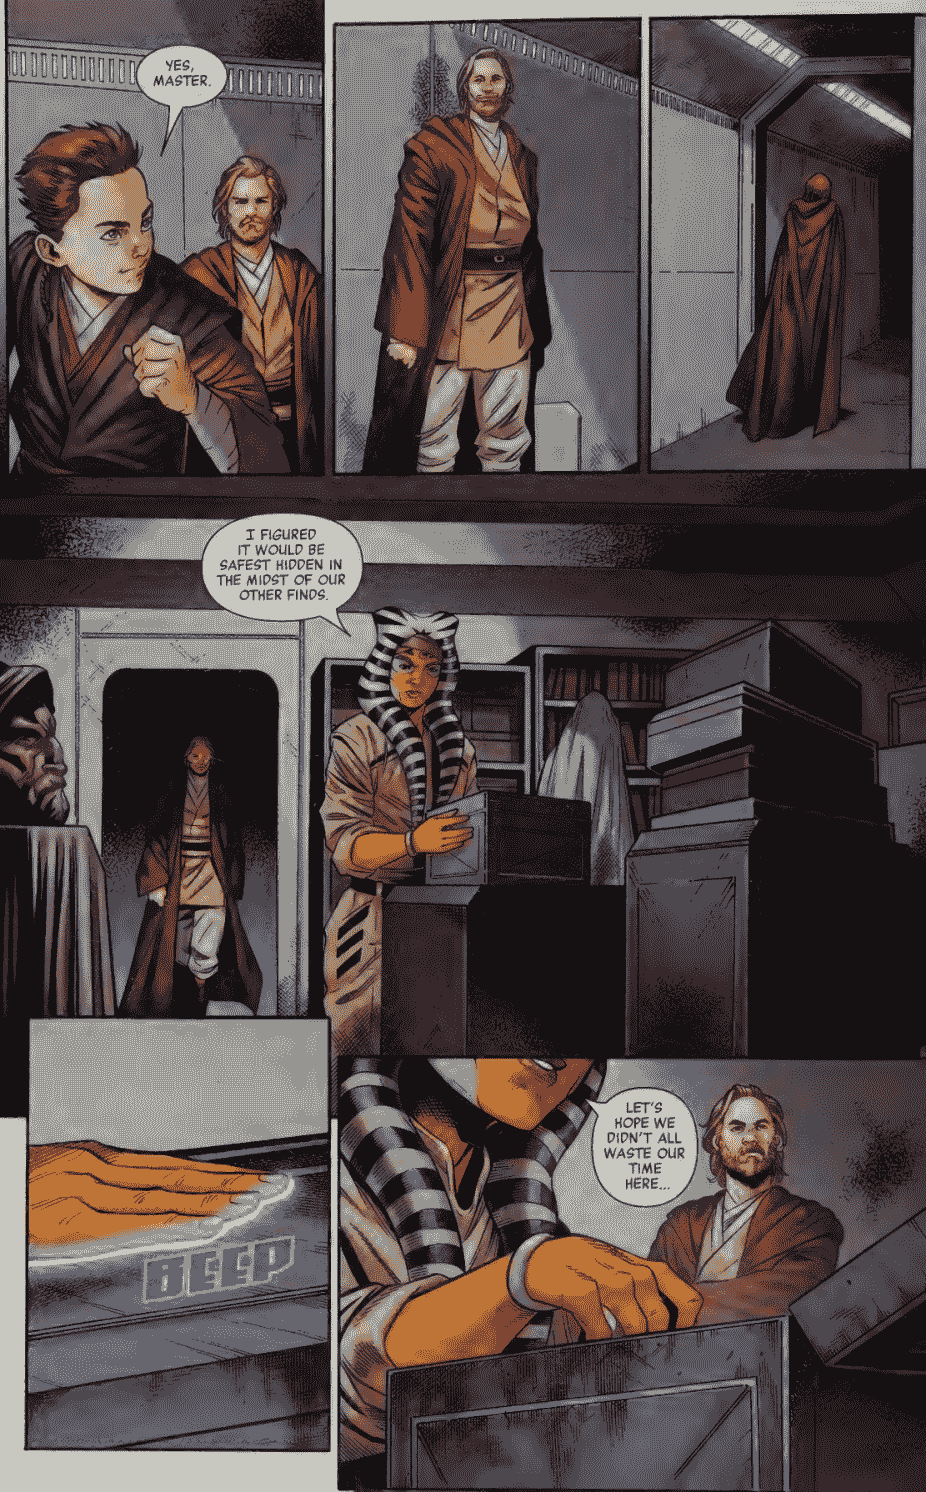 YES,
MASTER.
I FIGURED
IT WOULD BE
SAFEST HIDDEN IN
THE MIDST OF OUR
OTHER FINDS.
BEEP
LET'S
HOPE WE
DIDN'T ALL
WASTE OUR
TIME
HERE...